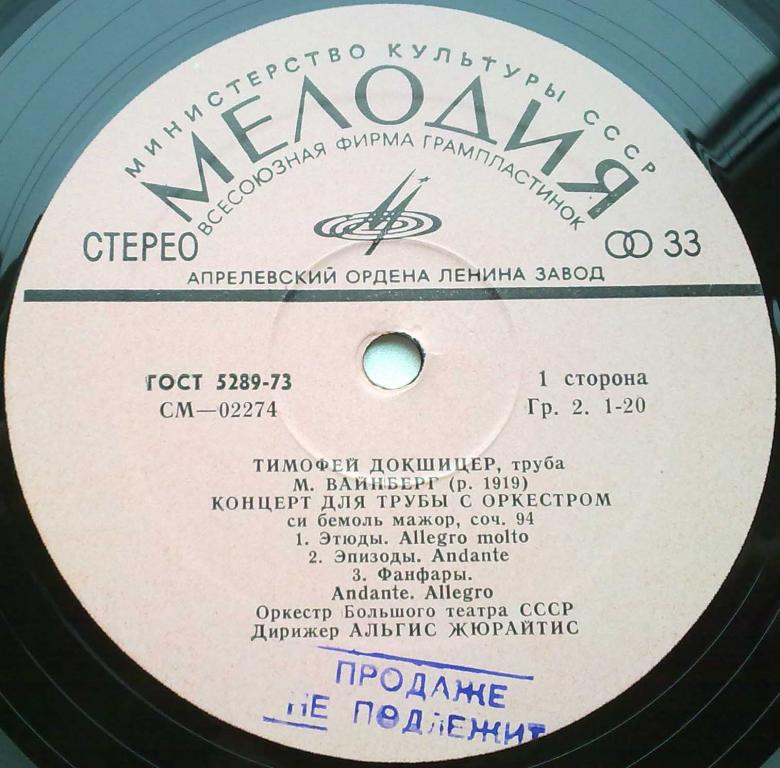 МИНИСТЕРСТВО КУЛЬТУРЫ СССР
МЕЛОДИЯ
ВСЕСОЮЗНАЯ ФИРМА ГРАМПЛАСТИНОК
СТЕРЕО
33
АПРЕЛЕВСКИЙ ОРДЕНА ЛЕНИНА ЗАВОД
ГОСТ 5289-73
1 сторона
СМ—02274
Гр. 2. 1-20
ТИМОФЕЙ ДОКШИЦЕР, труба
М. ВАЙНБЕРГ (р. 1919)
КОНЦЕРТ ДЛЯ ТРУБЫ С ОРКЕСТРОМ
си бемоль мажор, соч. 94
1. Этюды. Allegro molto
2. Эпизоды. Andante
3. Фанфары.
Andante. Allegro
Оркестр Большого театра СССР
Дирижер АЛЬГИС ЖЮРАЙТИС
ПРОДАЖЕ
НЕ ПОДЛЕЖИТ